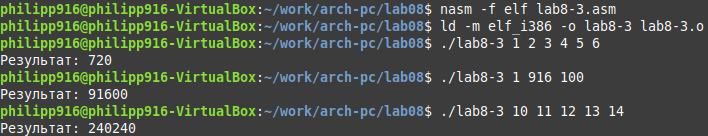 philipp916@philipp916-VirtualBox:~/work/arch-pc/lab08$ nasm -f elf lab8-3.asm
philipp916@philipp916-VirtualBox:~/work/arch-pc/lab08$ ld -m elf_i386 -o lab8-3 lab8-3.o
philipp916@philipp916-VirtualBox:~/work/arch-pc/lab08$ ./lab8-3 1 2 3 4 5 6
Результат: 720
philipp916@philipp916-VirtualBox:~/work/arch-pc/lab08$ ./lab8-3 1 916 100
Результат: 91600
philipp916@philipp916-VirtualBox:~/work/arch-pc/lab08$ ./lab8-3 10 11 12 13 14
Результат: 240240